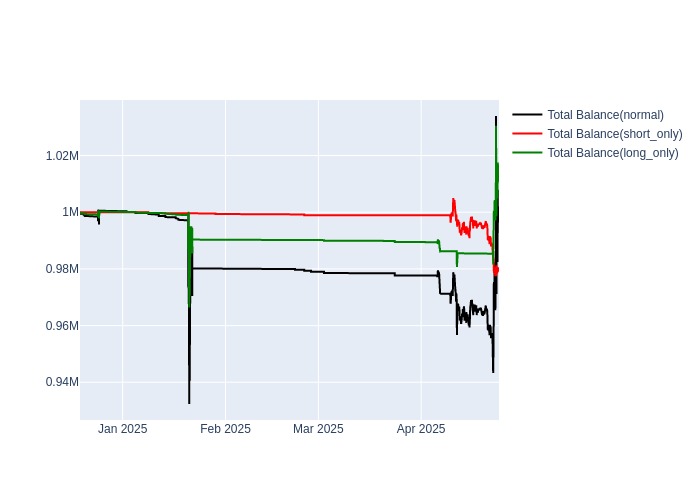 Total Balance(normal)
Total Balance(short_only)
Total Balance(long_only)
1.02M
1M
0.98M
0.96M
0.94M
Jan 2025
Feb 2025
Mar 2025
Apr 2025